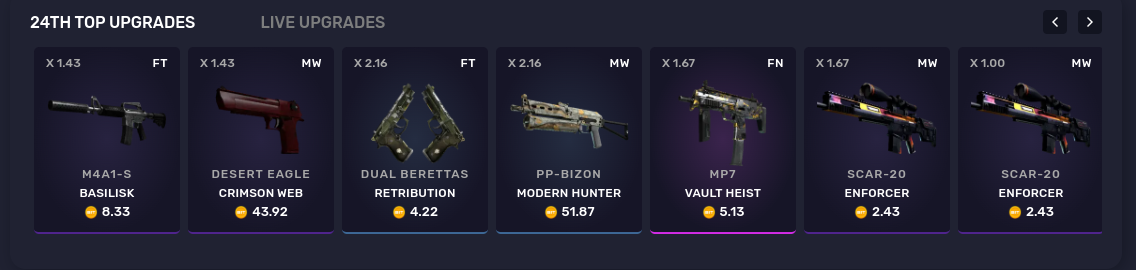 24TH TOP UPGRADES
LIVE UPGRADES
X 1.43 FT
M4A1-S
BASILISK
8.33
X 1.43 MW
DESERT EAGLE
CRIMSON WEB
43.92
X 2.16 FT
DUAL BERETTAS
RETRIBUTION
4.22
X 2.16 MW
PP-BIZON
MODERN HUNTER
51.87
X 1.67 FN
MP7
VAULT HEIST
5.13
X 1.67 MW
SCAR-20
ENFORCER
2.43
X 1.00 MW
SCAR-20
ENFORCER
2.43